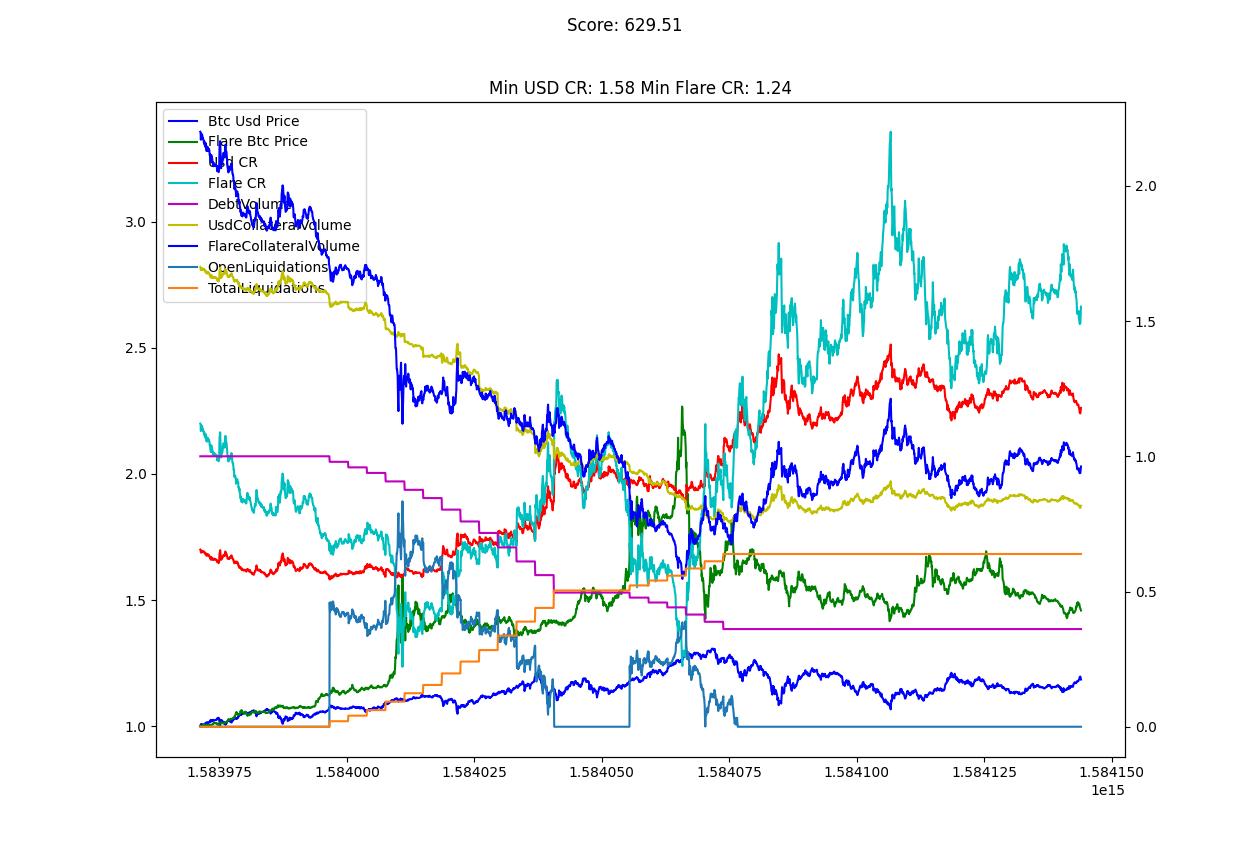 Score: 629.51
Min USD CR: 1.58 Min Flare CR: 1.24
Btc Usd Price
Flare Btc Price
Usd CR
Flare CR
DebtVolume
UsdCollateralVolume
FlareCollateralVolume
OpenLiquidations
TotalLiquidations
3.0
2.5
2.0
1.5
1.0
2.0
1.5
1.0
0.5
0.0
1.583975 1.584000 1.584025 1.584050 1.584075 1.584100 1.584125 1.584150
1e15